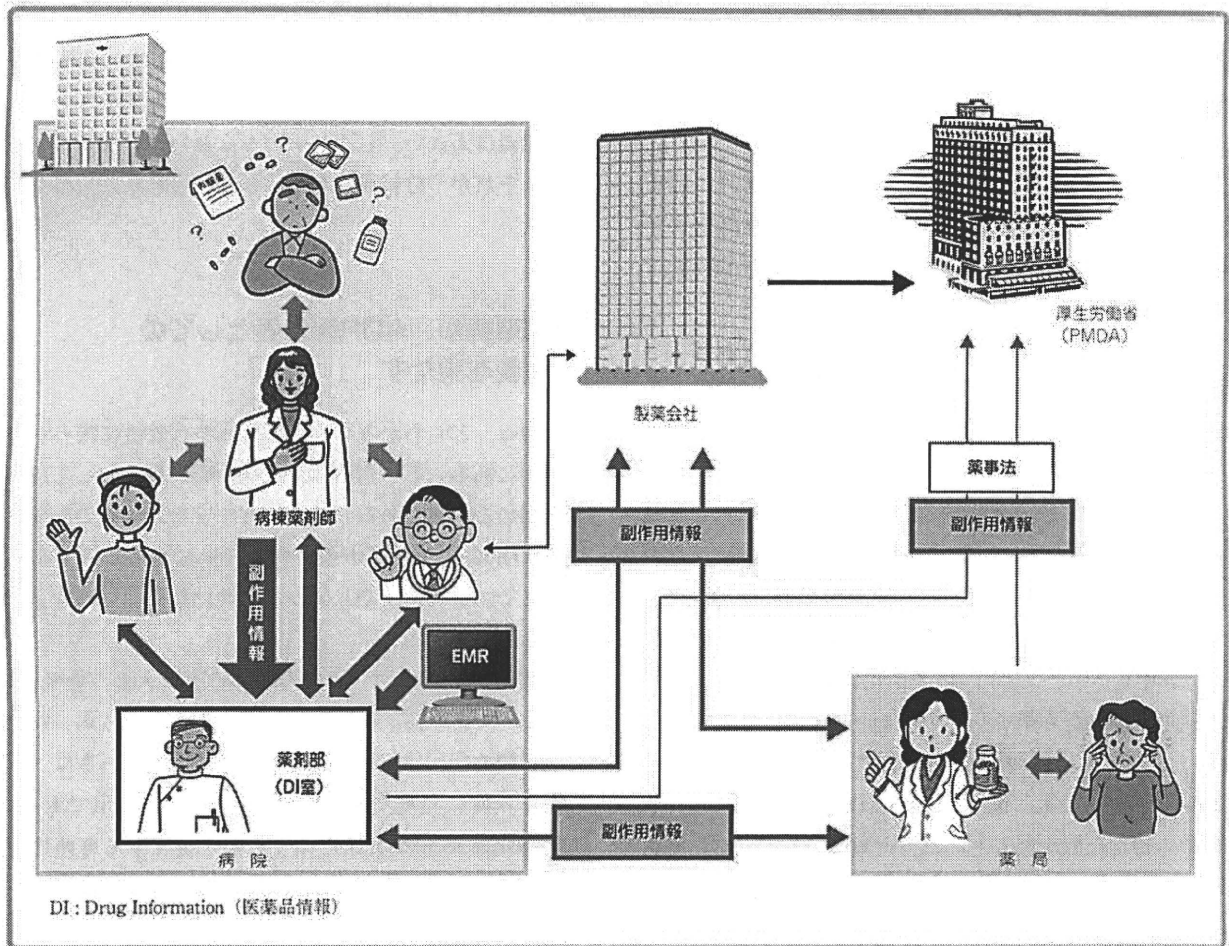 厚生労働省
(PMDA)
製薬会社
薬事法
副作用情報
副作用情報
病棟薬剤師
副作用情報
EMR
薬剤部
(DI室)
副作用情報
病院
薬局
DI : Drug Information (医薬品情報)
? 
?
?
?